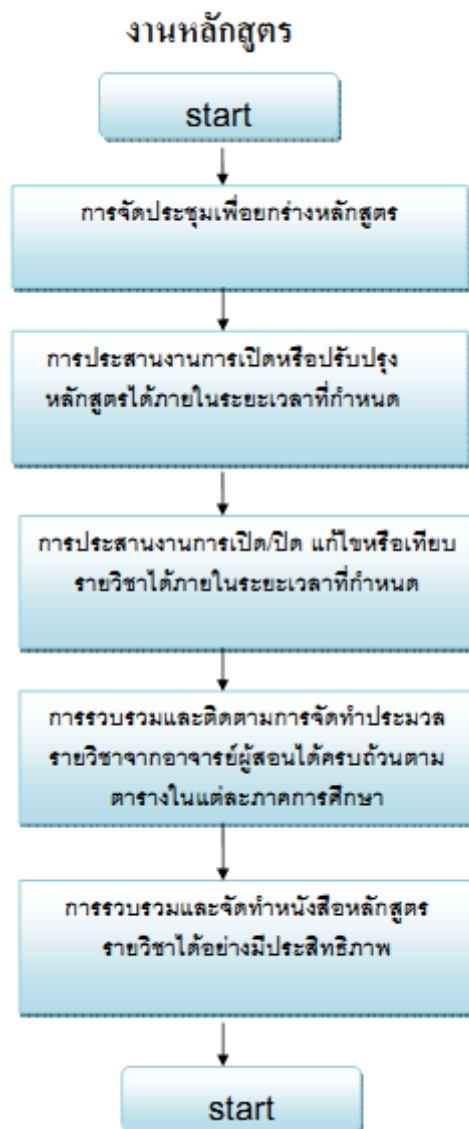 งานหลักสูตร
start
การจัดประชุมเพื่อยกร่างหลักสูตร
การประสานงานการเปิดหรือปรับปรุง
หลักสูตรได้ภายในระยะเวลาที่กำหนด
การประสานงานการเปิด/ปิด แก้ไขหรือเทียบ
รายวิชาได้ภายในระยะเวลาที่กำหนด
การรวบรวมและติดตามการจัดทำประมวล
รายวิชาจากอาจารย์ผู้สอนได้ครบถ้วนตาม
ตารางในแต่ละภาคการศึกษา
การรวบรวมและจัดทำหนังสือหลักสูตร
รายวิชาได้อย่างมีประสิทธิภาพ
start